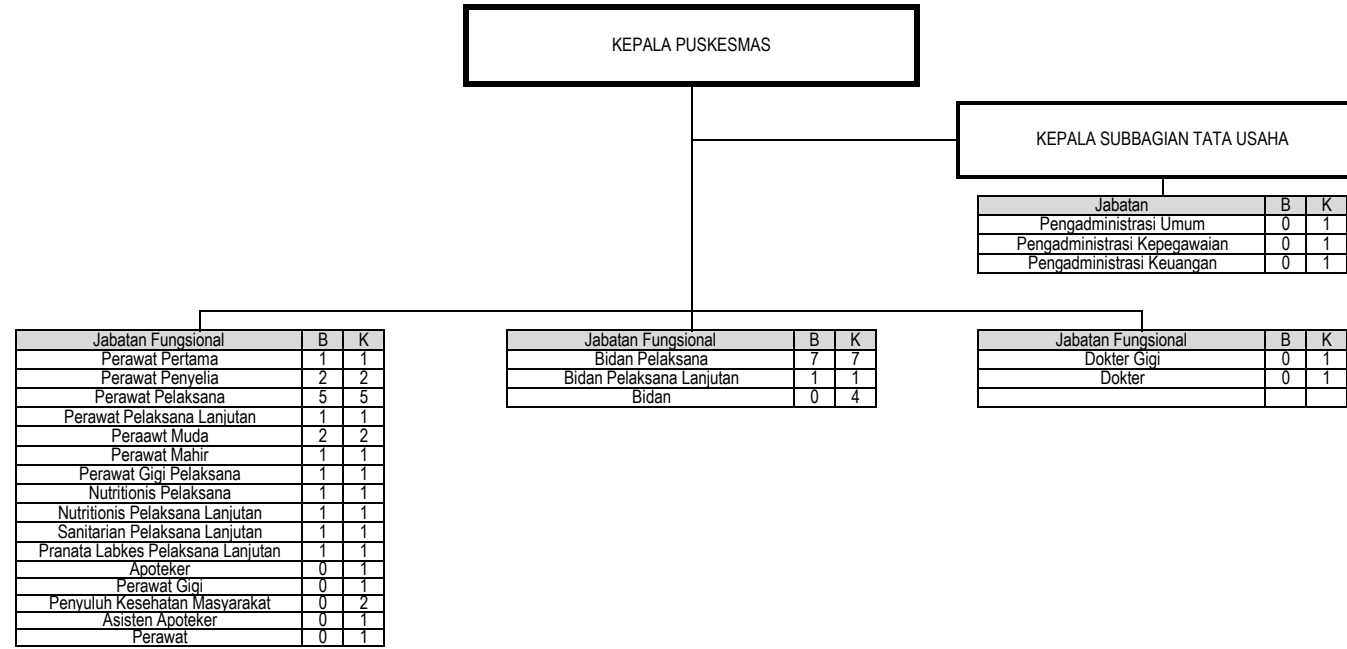 KEPALA PUSKESMAS
KEPALA SUBBAGIAN TATA USAHA
Jabatan B K
Pengadministrasi Umum 0 1
Pengadministrasi Kepegawaian 0 1
Pengadministrasi Keuangan 0 1
Jabatan Fungsional B K
Perawat Pertama 1 1
Perawat Penyelia 2 2
Perawat Pelaksana 5 5
Perawat Pelaksana Lanjutan 1 1
Peraawt Muda 2 2
Perawat Mahir 1 1
Perawat Gigi Pelaksana 1 1
Nutritionis Pelaksana 1 1
Nutritionis Pelaksana Lanjutan 1 1
Sanitarian Pelaksana Lanjutan 1 1
Pranata Labkes Pelaksana Lanjutan 1 1
Apoteker 0 1
Perawat Gigi 0 1
Penyuluh Kesehatan Masyarakat 0 2
Asisten Apoteker 0 1
Perawat 0 1
Jabatan Fungsional B K
Bidan Pelaksana 7 7
Bidan Pelaksana Lanjutan 1 1
Bidan 0 4
Jabatan Fungsional B K
Dokter Gigi 0 1
Dokter 0 1